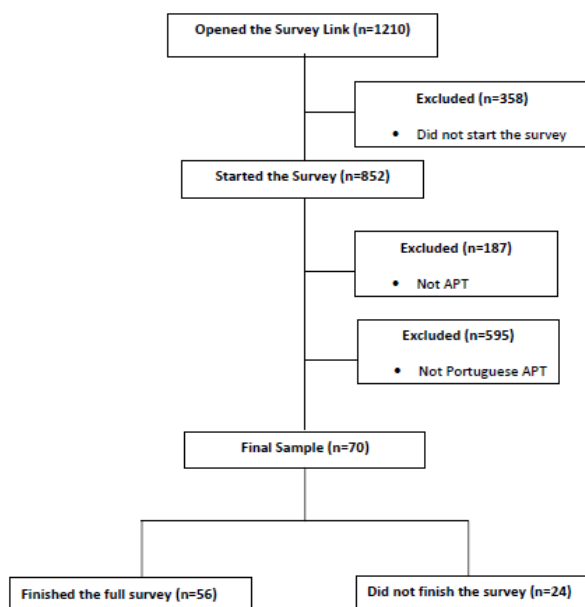 Opened the Survey Link (n=1210)
Excluded (n=358)
• Did not start the survey
Started the Survey (n=852)
Excluded (n=187)
• Not APT
Excluded (n=595)
• Not Portuguese APT
Final Sample (n=70)
Finished the full survey (n=56)
Did not finish the survey (n=24)